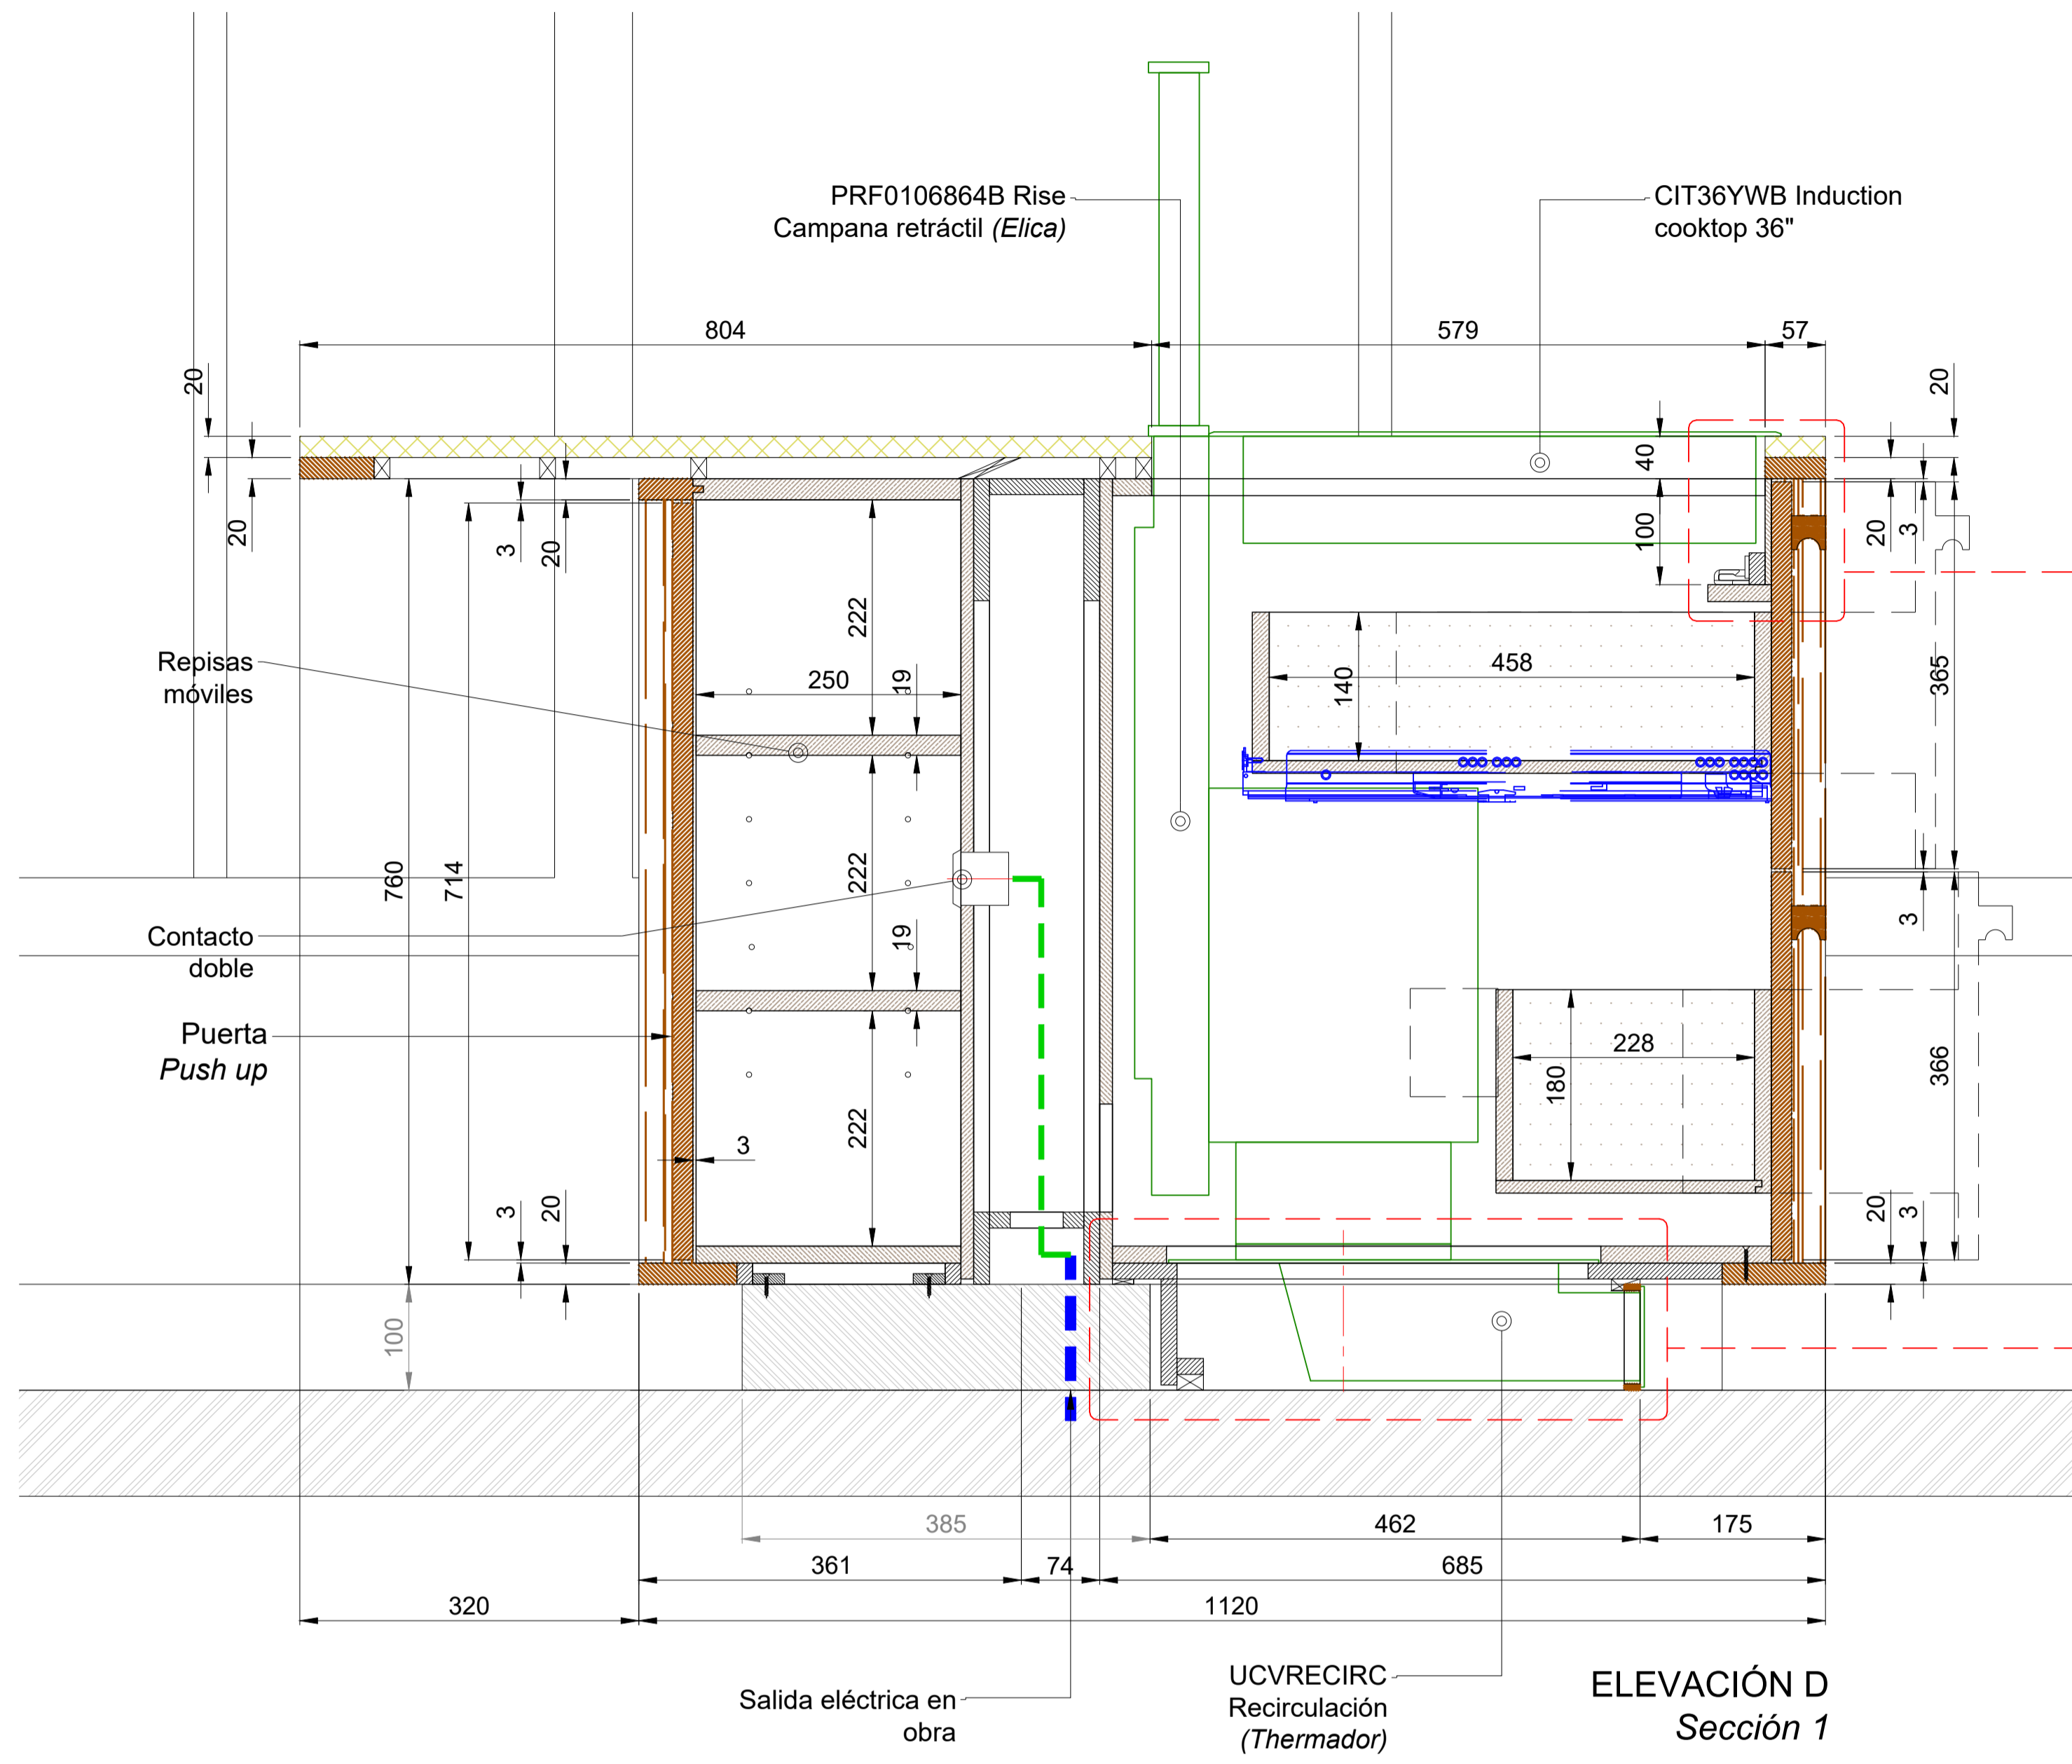 PRF0106864B Rise
Campana retráctil (Elica)
CIT36YWB Induction
cooktop 36"
804
579
57
20
20
20
40
100
20
3
3
20
222
250
19
140
458
365
Repisas
móviles
760
714
222
19
3
Contacto
doble
Puerta
Push up
228
180
366
222
3
3
20
20
3
100
385
462
175
361
74
685
320
1120
Salida eléctrica en
obra
UCVRECIRC
Recirculación
(Thermador)
ELEVACIÓN D
Sección 1